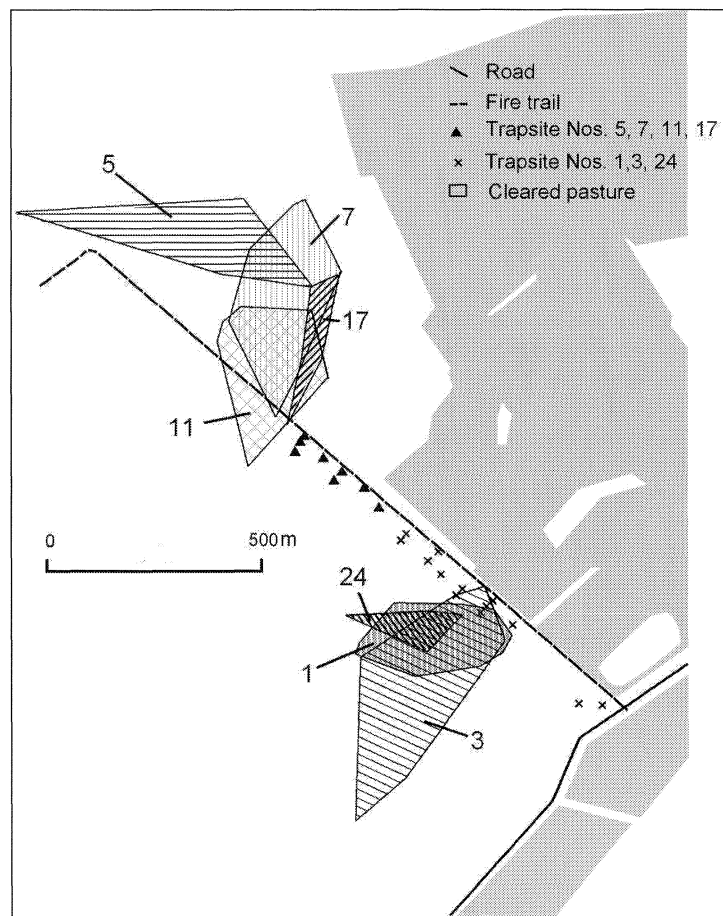 Road
Fire trail
Trapsite Nos. 5, 7, 11, 17
Trapsite Nos. 1,3, 24
Cleared pasture
5
7
17
11
0 500m
24
1
3